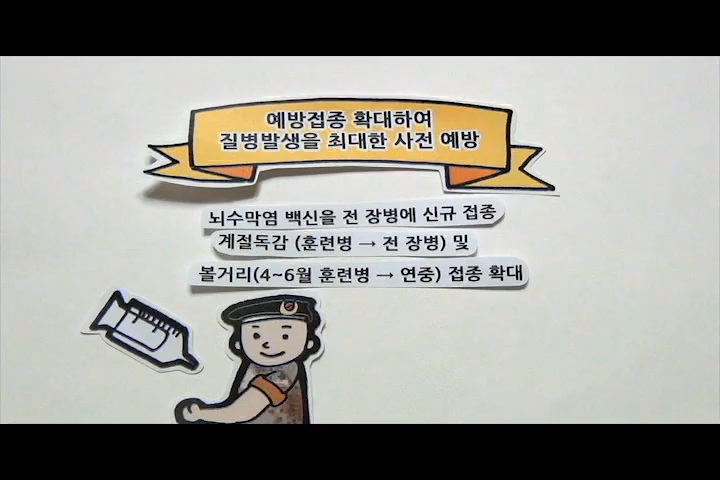 예방접종 확대하여
질병발생을 최대한 사전 예방
뇌수막염 백신을 전 장병에 신규 접종
계절독감 (훈련병 → 전 장병) 및
볼거리(4~6월 훈련병 → 연중) 접종 확대